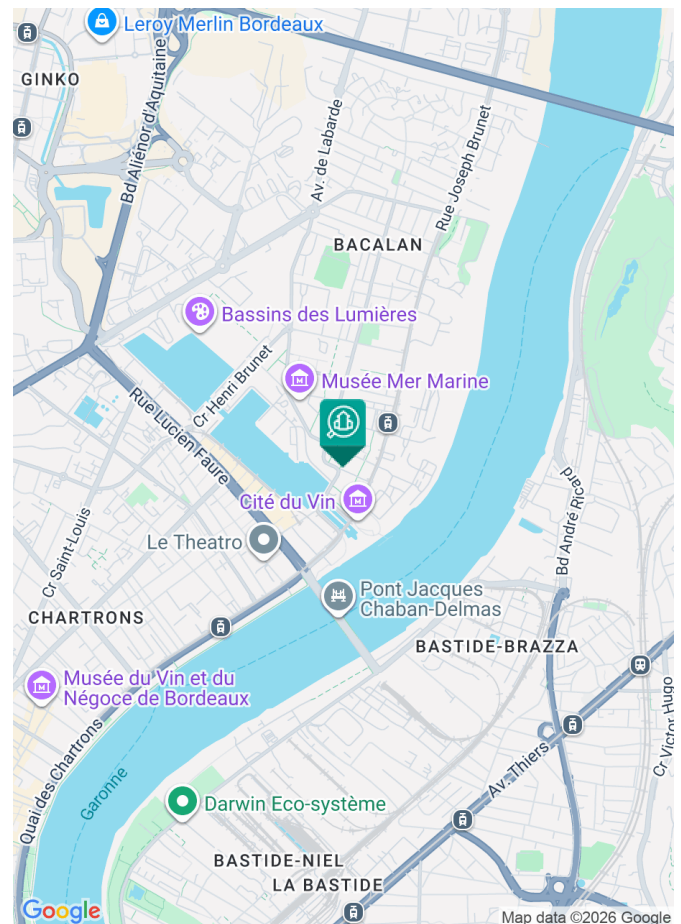 Leroy Merlin Bordeaux
GINKO
Bd Aliénor d'Aquitaine
Av. de Labarde
Rue Joseph Brunet
BACALAN
Bassins des Lumières
Cr Henri Brunet
Musée Mer Marine
Rue Lucien Faure
Cité du Vin
Le Theatro
Cr Saint-Louis
Bd André Ricard
Pont Jacques
Chaban-Delmas
CHARTRONS
BASTIDE-BRAZZA
Musée du Vin et du
Négoce de Bordeaux
Cr Victor Hugo
Quai des Chartrons
Garonne
Av. Thiers
Darwin Eco-système
BASTIDE-NIEL
LA BASTIDE
Google
Map data ©2026 Google